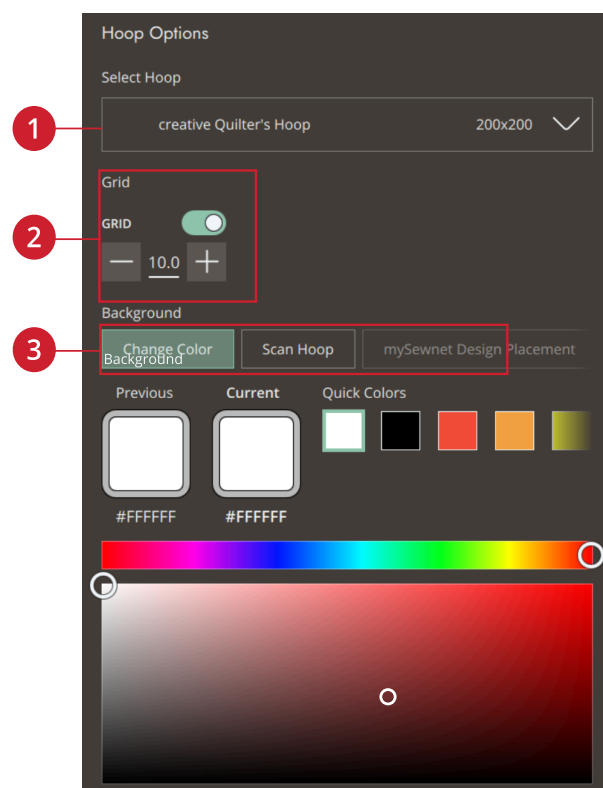 Hoop Options
Select Hoop
1
creative Quilter's Hoop 200x200
Grid
GRID
2
10.0
Background
3
Change Color Scan Hoop mySewnet Design Placement
Background
Previous Current Quick Colors
#FFFFFF #FFFFFF